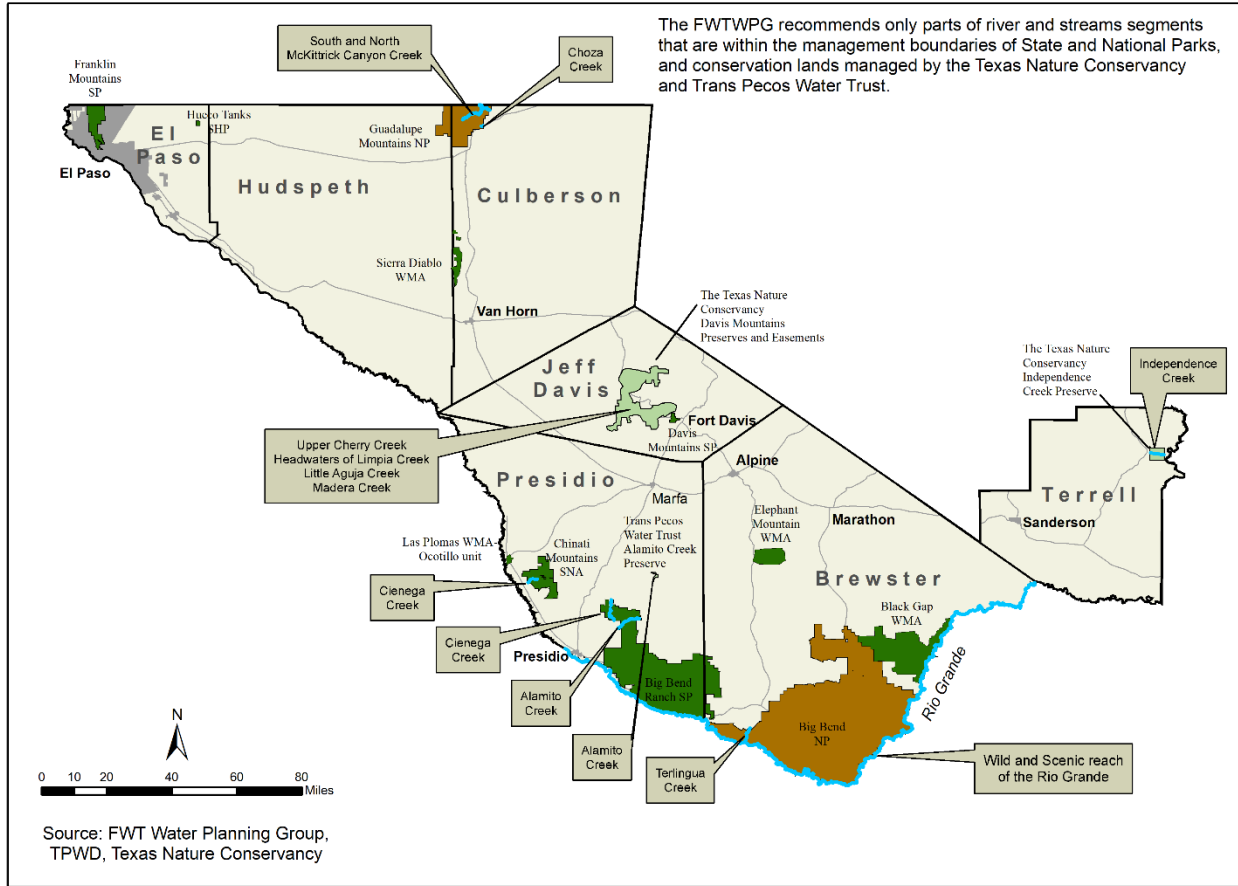 The FWTWPG recommends only parts of river and streams segments
that are within the management boundaries of State and National Parks,
and conservation lands managed by the Texas Nature Conservancy
and Trans Pecos Water Trust.
South and North
McKittrick Canyon Creek
Choza
Creek
Franklin
Mountains
SP
Hueco Tanks
SHP
Guadalupe
Mountains NP
El
Paso
El Paso
Hudspeth
Culberson
Sierra Diablo
WMA
Van Horn
The Texas Nature
Conservancy
Davis Mountains
Preserves and Easements
Jeff
Davis
The Texas Nature
Conservancy
Independence
Creek Preserve
Independence
Creek
Fort Davis
Davis
Mountains SP
Upper Cherry Creek
Headwaters of Limpia Creek
Little Aguja Creek
Madera Creek
Presidio
Alpine
Marfa
Terrell
Sanderson
Marathon
Elephant
Mountain
WMA
Trans Pecos
Water Trust
Alamito Creek
Preserve
Las Plomas WMA-
Ocotillo unit
Chinati
Mountains
SNA
Brewster
Cienega
Creek
Black Gap
WMA
Cienega
Creek
Presidio
Big Bend
Ranch SP
Rio Grande
Alamito
Creek
Big Bend
NP
Alamito
Creek
Terlingua
Creek
Wild and Scenic reach
of the Rio Grande
N
0 10 20 40 60 80
Miles
Source: FWT Water Planning Group,
TPWD, Texas Nature Conservancy